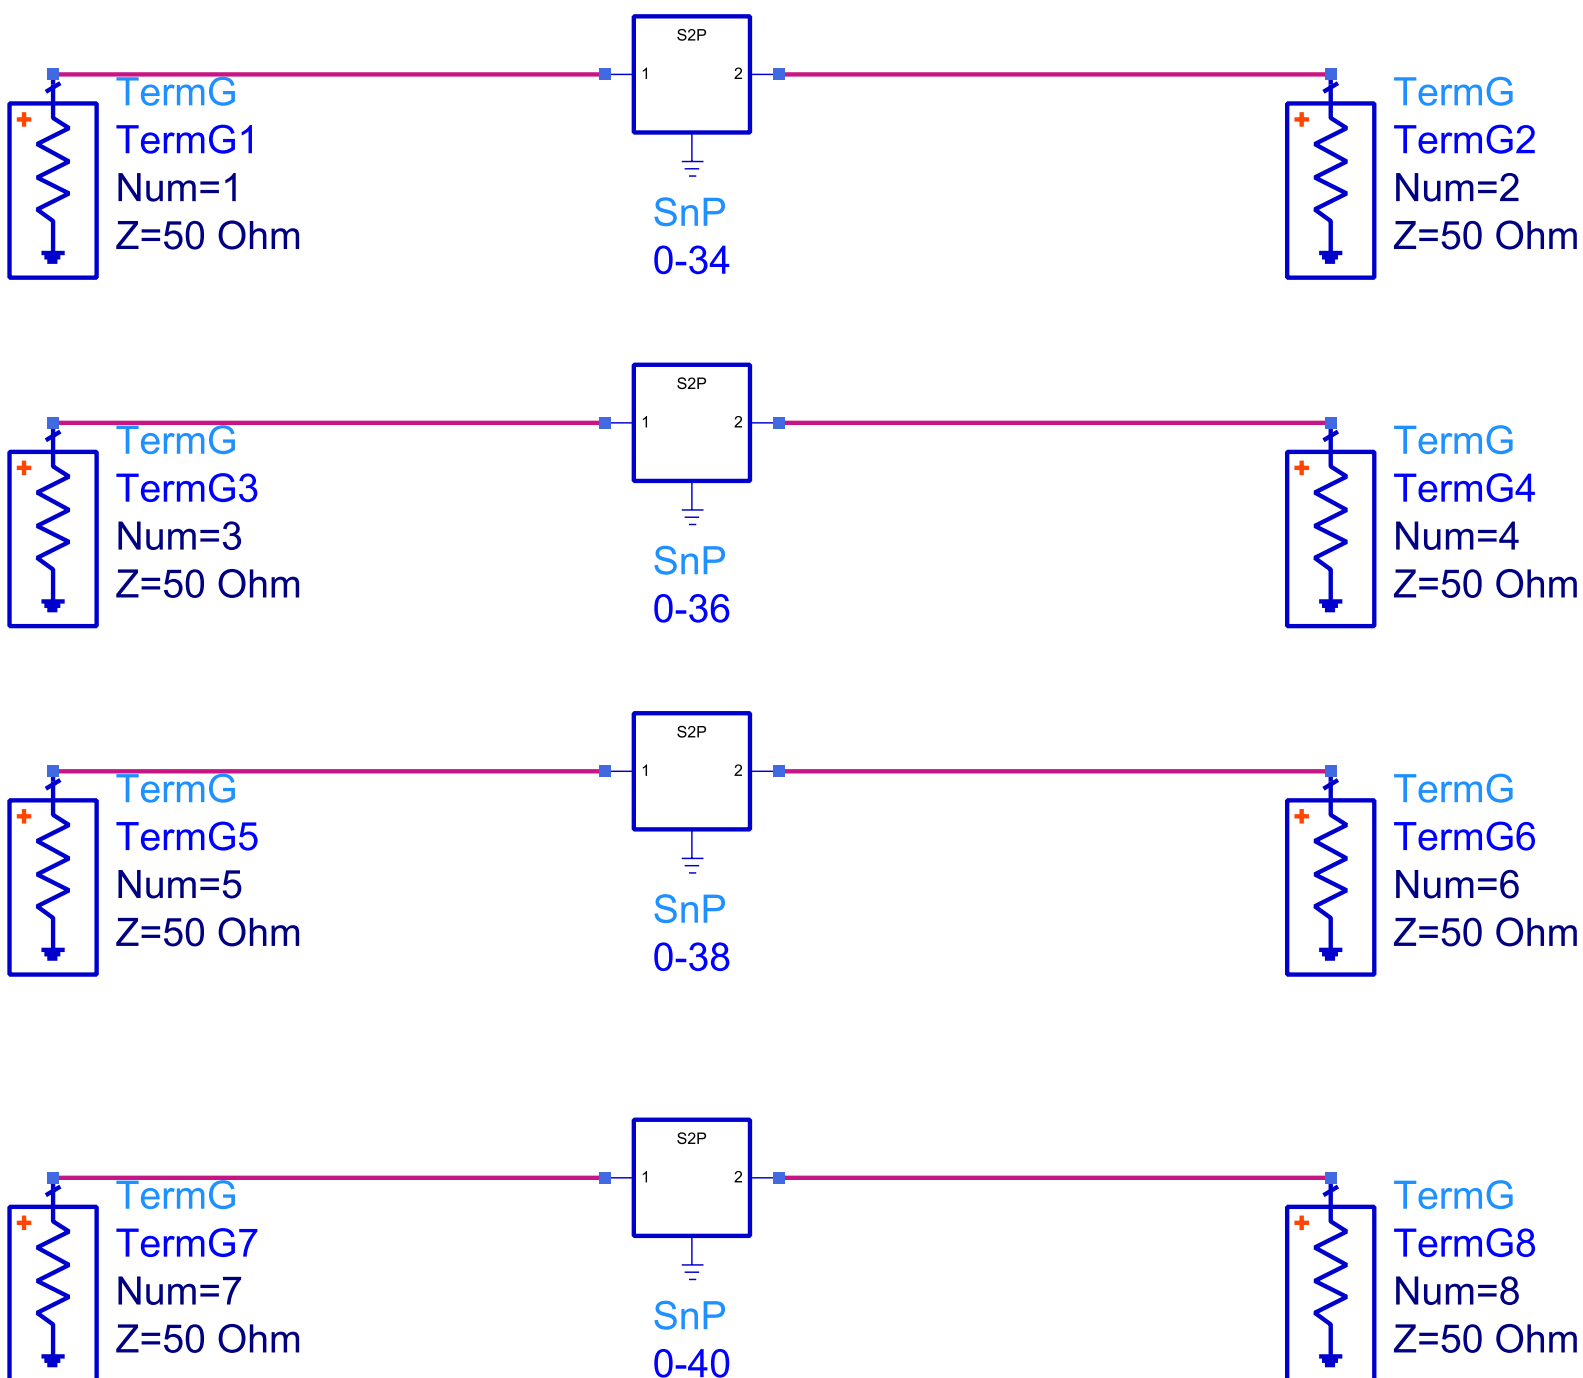 S2P
1 2
TermG
TermG1
Num=1
Z=50 Ohm
SnP
0-34
TermG
TermG2
Num=2
Z=50 Ohm
S2P
1 2
TermG
TermG3
Num=3
Z=50 Ohm
SnP
0-36
TermG
TermG4
Num=4
Z=50 Ohm
S2P
1 2
TermG
TermG5
Num=5
Z=50 Ohm
SnP
0-38
TermG
TermG6
Num=6
Z=50 Ohm
S2P
1 2
TermG
TermG7
Num=7
Z=50 Ohm
SnP
0-40
TermG
TermG8
Num=8
Z=50 Ohm